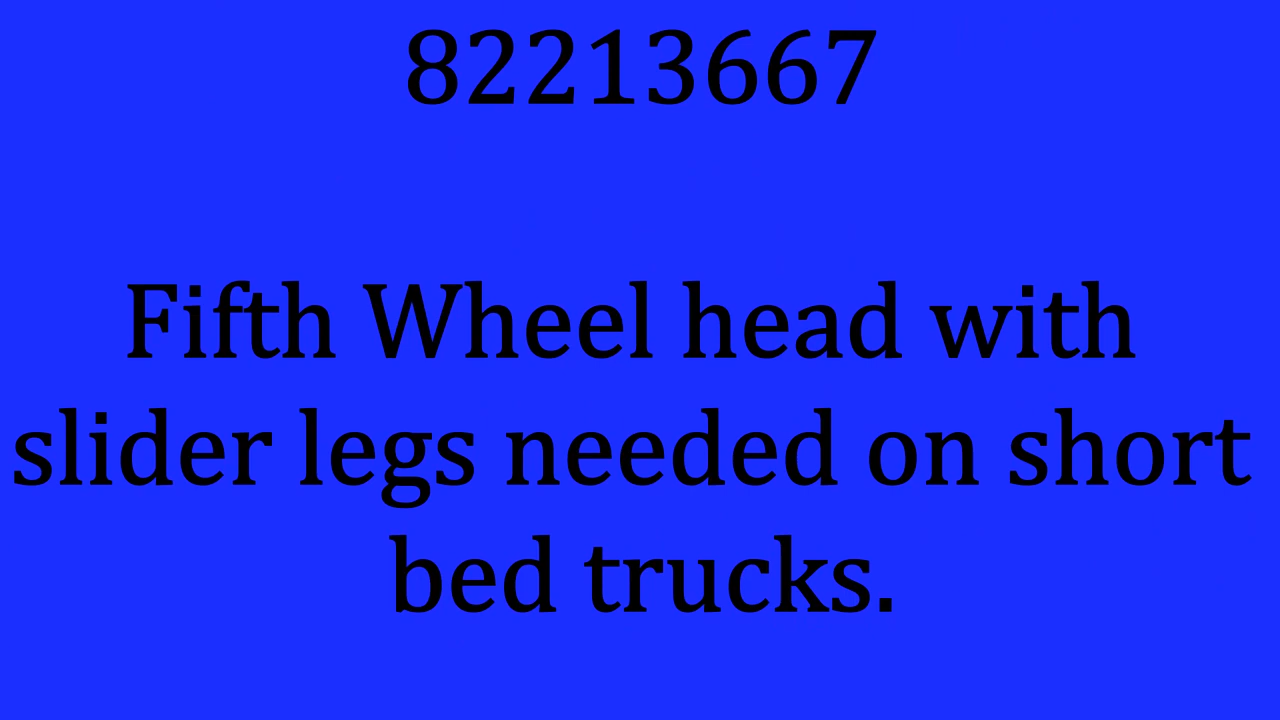 82213667
Fifth Wheel head with
slider legs needed on short
bed trucks.